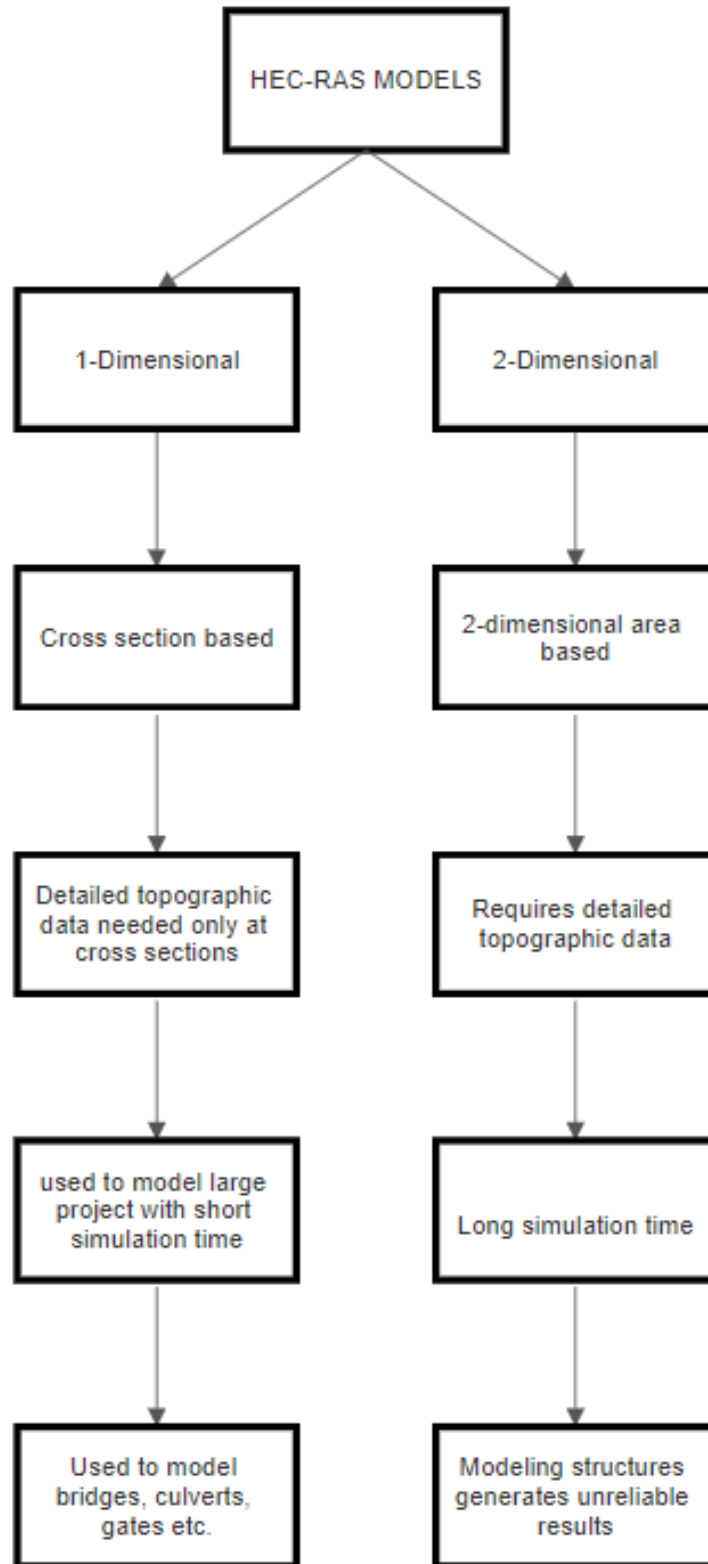 HEC-RAS MODELS
1-Dimensional
2-Dimensional
Cross section based
2-dimensional area
based
Detailed topographic
data needed only at
cross sections
Requires detailed
topographic data
used to model large
project with short
simulation time
Long simulation time
Used to model
bridges, culverts,
gates etc.
Modeling structures
generates unreliable
results